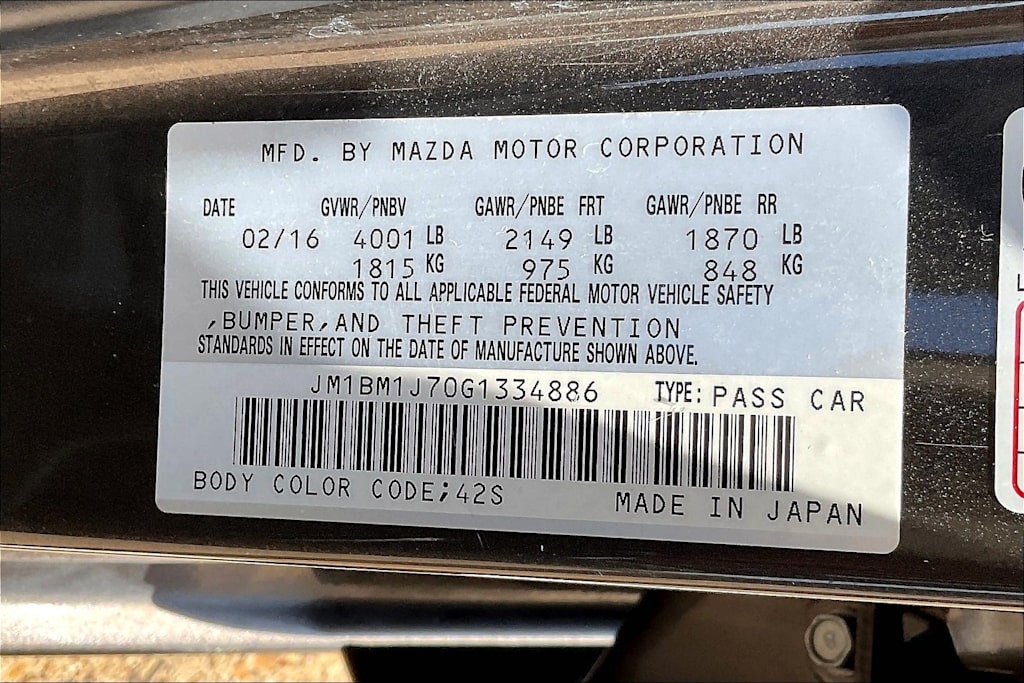 MFD. BY MAZDA MOTOR CORPORATION
DATE GVWR/PNBV GAWR/PNBE FRT GAWR/PNBE RR
02/16 4001 LB 2149 LB 1870 LB
1815 KG 975 KG 848 KG
THIS VEHICLE CONFORMS TO ALL APPLICABLE FEDERAL MOTOR VEHICLE SAFETY
,BUMPER,AND THEFT PREVENTION
STANDARDS IN EFFECT ON THE DATE OF MANUFACTURE SHOWN ABOVE.
JM1BM1J70G1334886 TYPE: PASS CAR
BODY COLOR CODE;42S MADE IN JAPAN